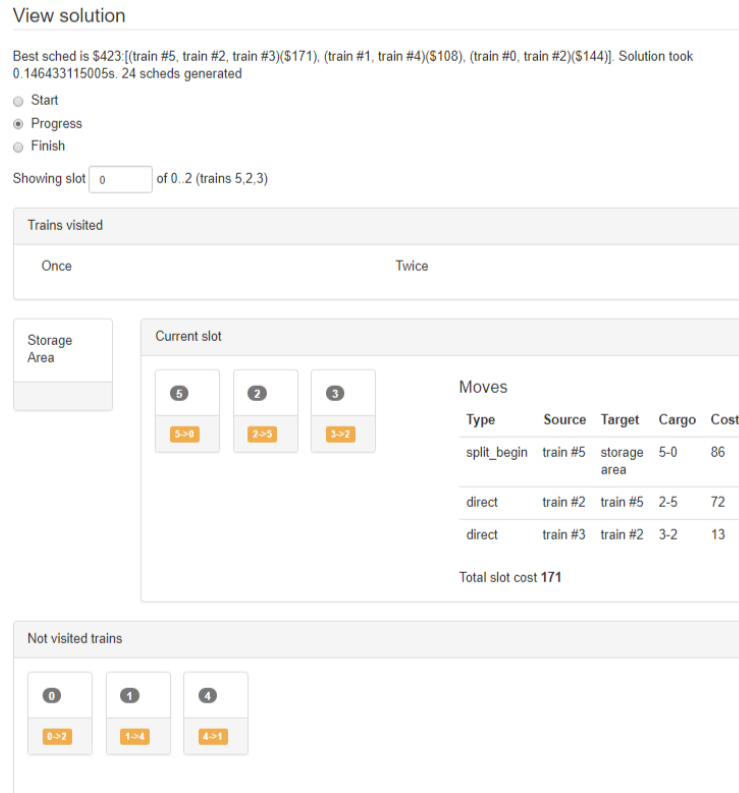 View solution
Best sched is $423:[(train #5, train #2, train #3)($171), (train #1, train #4)($108), (train #0, train #2)($144)]. Solution took
0.146433115005s. 24 scheds generated
Start
Progress
Finish
Showing slot 0 of 0..2 (trains 5,2,3)
Trains visited
Once Twice
Storage
Area
Current slot
5 2 3
5->0 2->5 3->2
Moves
Type Source Target Cargo Cost
split_begin train #5 storage 5-0 86
area
direct train #2 train #5 2-5 72
direct train #3 train #2 3-2 13
Total slot cost 171
Not visited trains
0 1 4
0->2 1->4 4->1